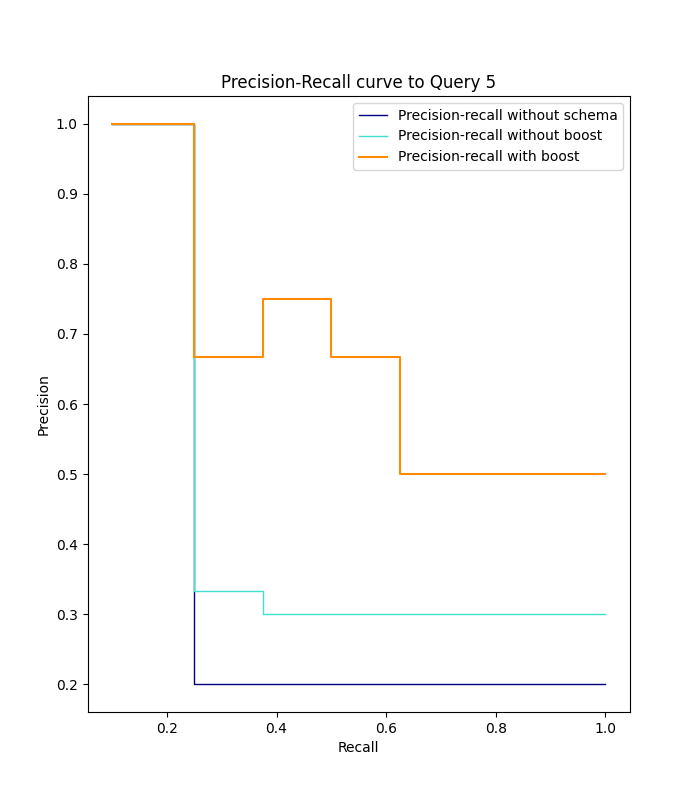 Precision-Recall curve to Query 5
Precision-recall without schema
Precision-recall without boost
Precision-recall with boost
1.0
0.9
0.8
0.7
0.6
0.5
0.4
0.3
0.2
Precision
0.2 0.4 0.6 0.8 1.0
Recall